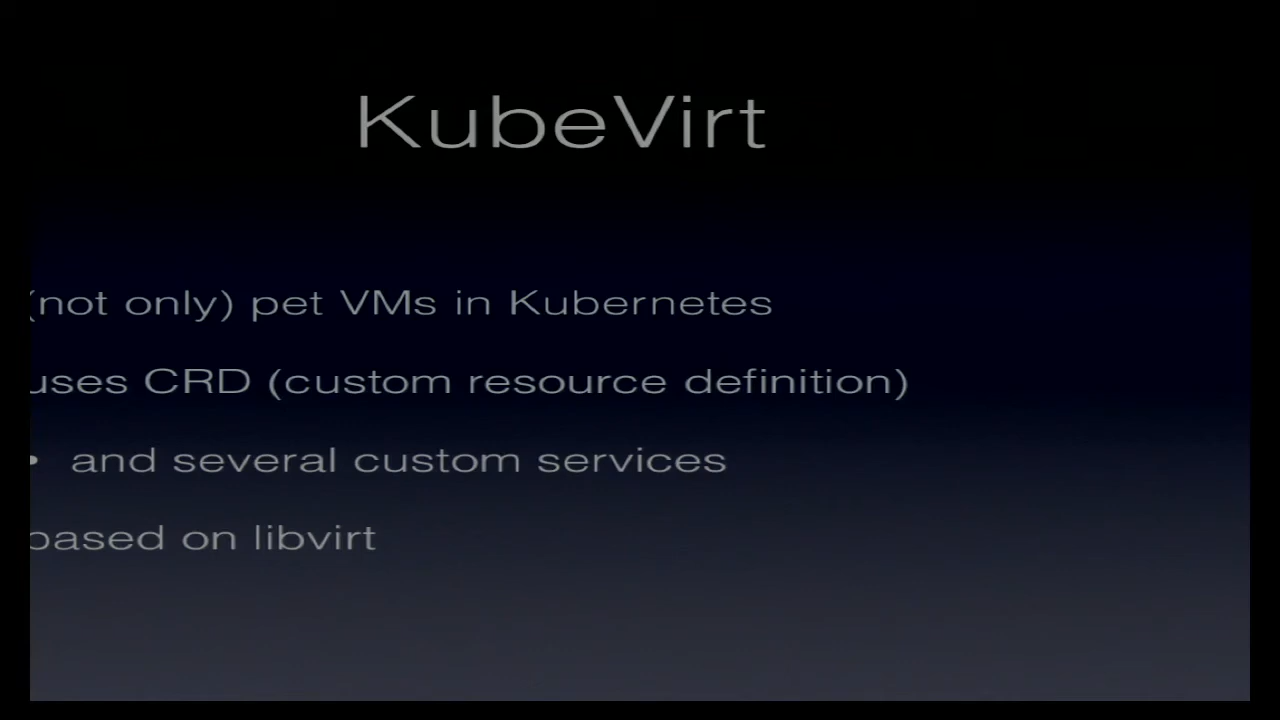 KubeVirt
(not only) pet VMs in Kubernetes
uses CRD (custom resource definition)
• and several custom services
based on libvirt